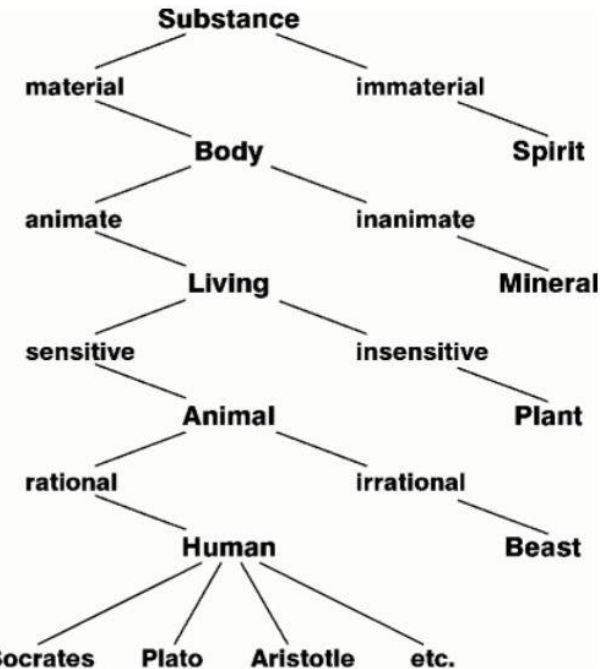 Substance
material immaterial
Body Spirit
animate inanimate
Living Mineral
sensitive insensitive
Animal Plant
rational irrational
Human Beast
Socrates Plato Aristotle etc.